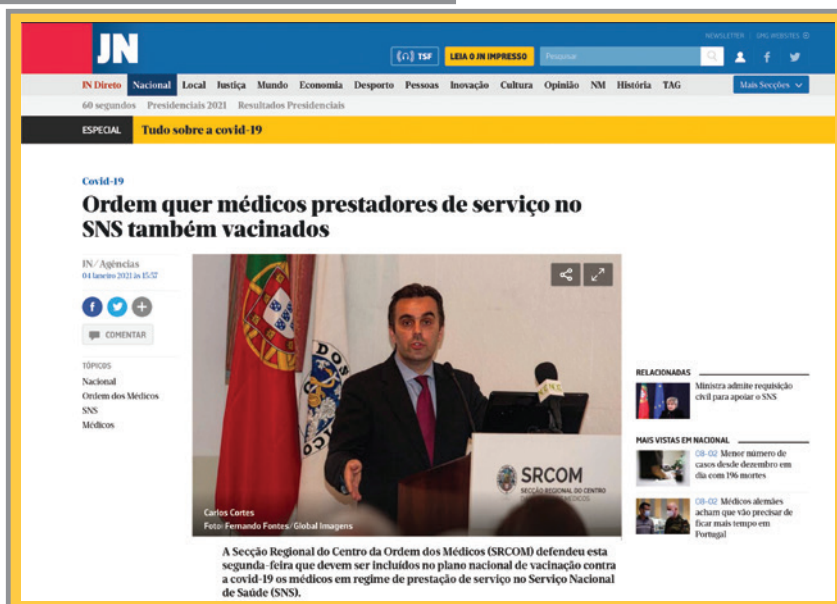 NEWSLETTER | GMG WEBSITES
JN
TSF
LEIA O JN IMPRESSO
Pesquisar
JN Direto Nacional Local Justiça Mundo Economia Desporto Pessoas Inovação Cultura Opinião NM História TAG Mais Secções
60 segundos Presidenciais 2021 Resultados Presidenciais
ESPECIAL Tudo sobre a covid-19
Covid-19
Ordem quer médicos prestadores de serviço no
SNS também vacinados
JN/Agências
04 Janeiro 2021 às 15:57
COMENTAR
TÓPICOS
Nacional
Ordem dos Médicos
SNS
Médicos
SRCOM
SECÇÃO REGIONAL DO CENTRO
Carlos Cortes
Foto: Fernando Fontes/Global Imagens
A Secção Regional do Centro da Ordem dos Médicos (SRCOM) defendeu esta
segunda-feira que devem ser incluídos no plano nacional de vacinação contra
a covid-19 os médicos em regime de prestação de serviço no Serviço Nacional
de Saúde (SNS).
RELACIONADAS
Ministra admite requisição
civil para apoiar o SNS
MAIS VISTAS EM NACIONAL
08-02 Menor número de
casos desde dezembro em
dia com 196 mortes
08-02 Médicos alemães
acham que vão precisar de
ficar mais tempo em
Portugal